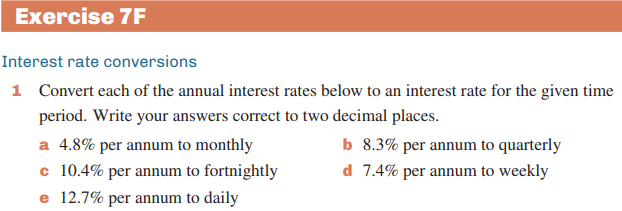 Exercise 7F
Interest rate conversions
1 Convert each of the annual interest rates below to an interest rate for the given time
period. Write your answers correct to two decimal places.
a 4.8% per annum to monthly
b 8.3% per annum to quarterly
c 10.4% per annum to fortnightly
d 7.4% per annum to weekly
e 12.7% per annum to daily